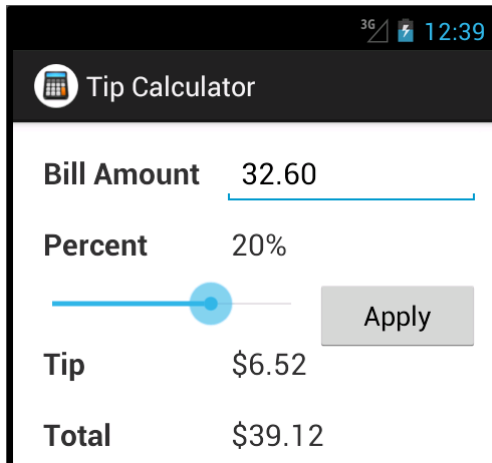 3G 12:39
Tip Calculator
Bill Amount 32.60
Percent 20%
Apply
Tip $6.52
Total $39.12